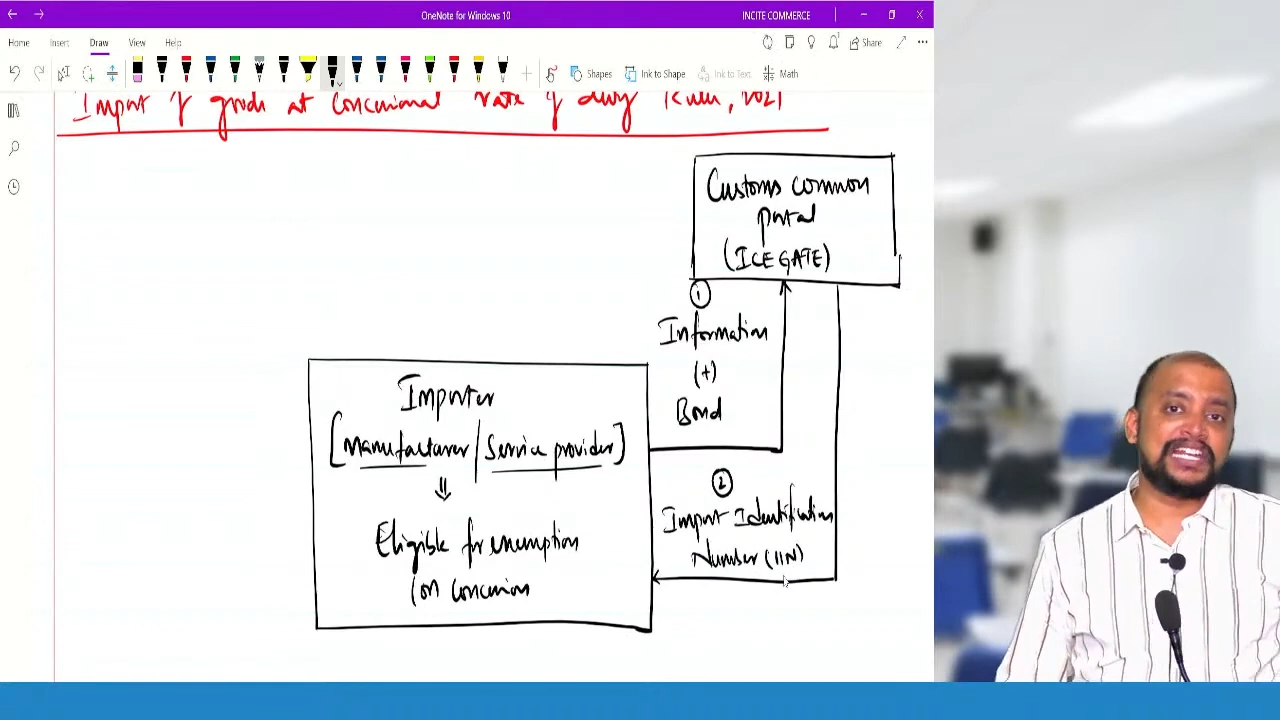 OneNote for Windows 10
INCITE COMMERCE
Home
Insert
Draw
View
Help
Share
Shapes
Ink to Shape
Ink to Text
Math
Import of goods at Concessional rate of duty Rules, 2021
Customs common
portal
(ICEGATE)
①
Information
(+)
Bond
Importer
[Manufacturer / Service provider]
Eligible for exemption
(or Concession
②
Import Identification
Number (IIN)